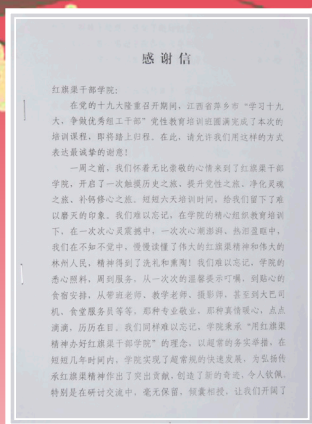 感谢信
红旗渠干部学院：
在党的十九大隆重召开期间，江西省萍乡市“学习十九
大、争做优秀组工干部”党性教育培训班圆满完成了本次的
培训课程，即将踏上归程。在此，请允许我们用这样的方式
表达最诚挚的谢意！
一周之前，我们怀着无比崇敬的心情来到了红旗渠干部
学院，开启了一次触摸历史之旅、提升党性之旅、净化灵魂
之旅、补钙修心之旅。短短六天培训时间，给我们留下了难
以磨灭的印象。我们难以忘记，在学院的精心组织教育培训
下，在一次次心灵震撼中，一次次心潮澎湃，热泪盈眶中，
我们在不知不觉中，慢慢读懂了伟大的红旗渠精神和伟大的
林州人民，精神得到了洗礼和熏陶！我们难以忘记，学院的
悉心照料，周到服务，从一次次的温馨提示叮嘱，到贴心的
食宿安排，从带班老师、教学老师、摄影师，甚至到大巴司
机、食堂服务员等等，那种专业敬业，那种真情暖心，点点
滴滴，历历在目。我们同样难以忘记，学院秉承“用红旗渠
精神办好红旗渠干部学院”的理念，以超常的务实举措，在
短短几年时间内，学院实现了超常规的快速发展，为弘扬传
承红旗渠精神作出了突出贡献，创造了新的奇迹，令人钦佩。
特别是在研讨交流中，毫无保留，倾囊相授，让我们开阔了